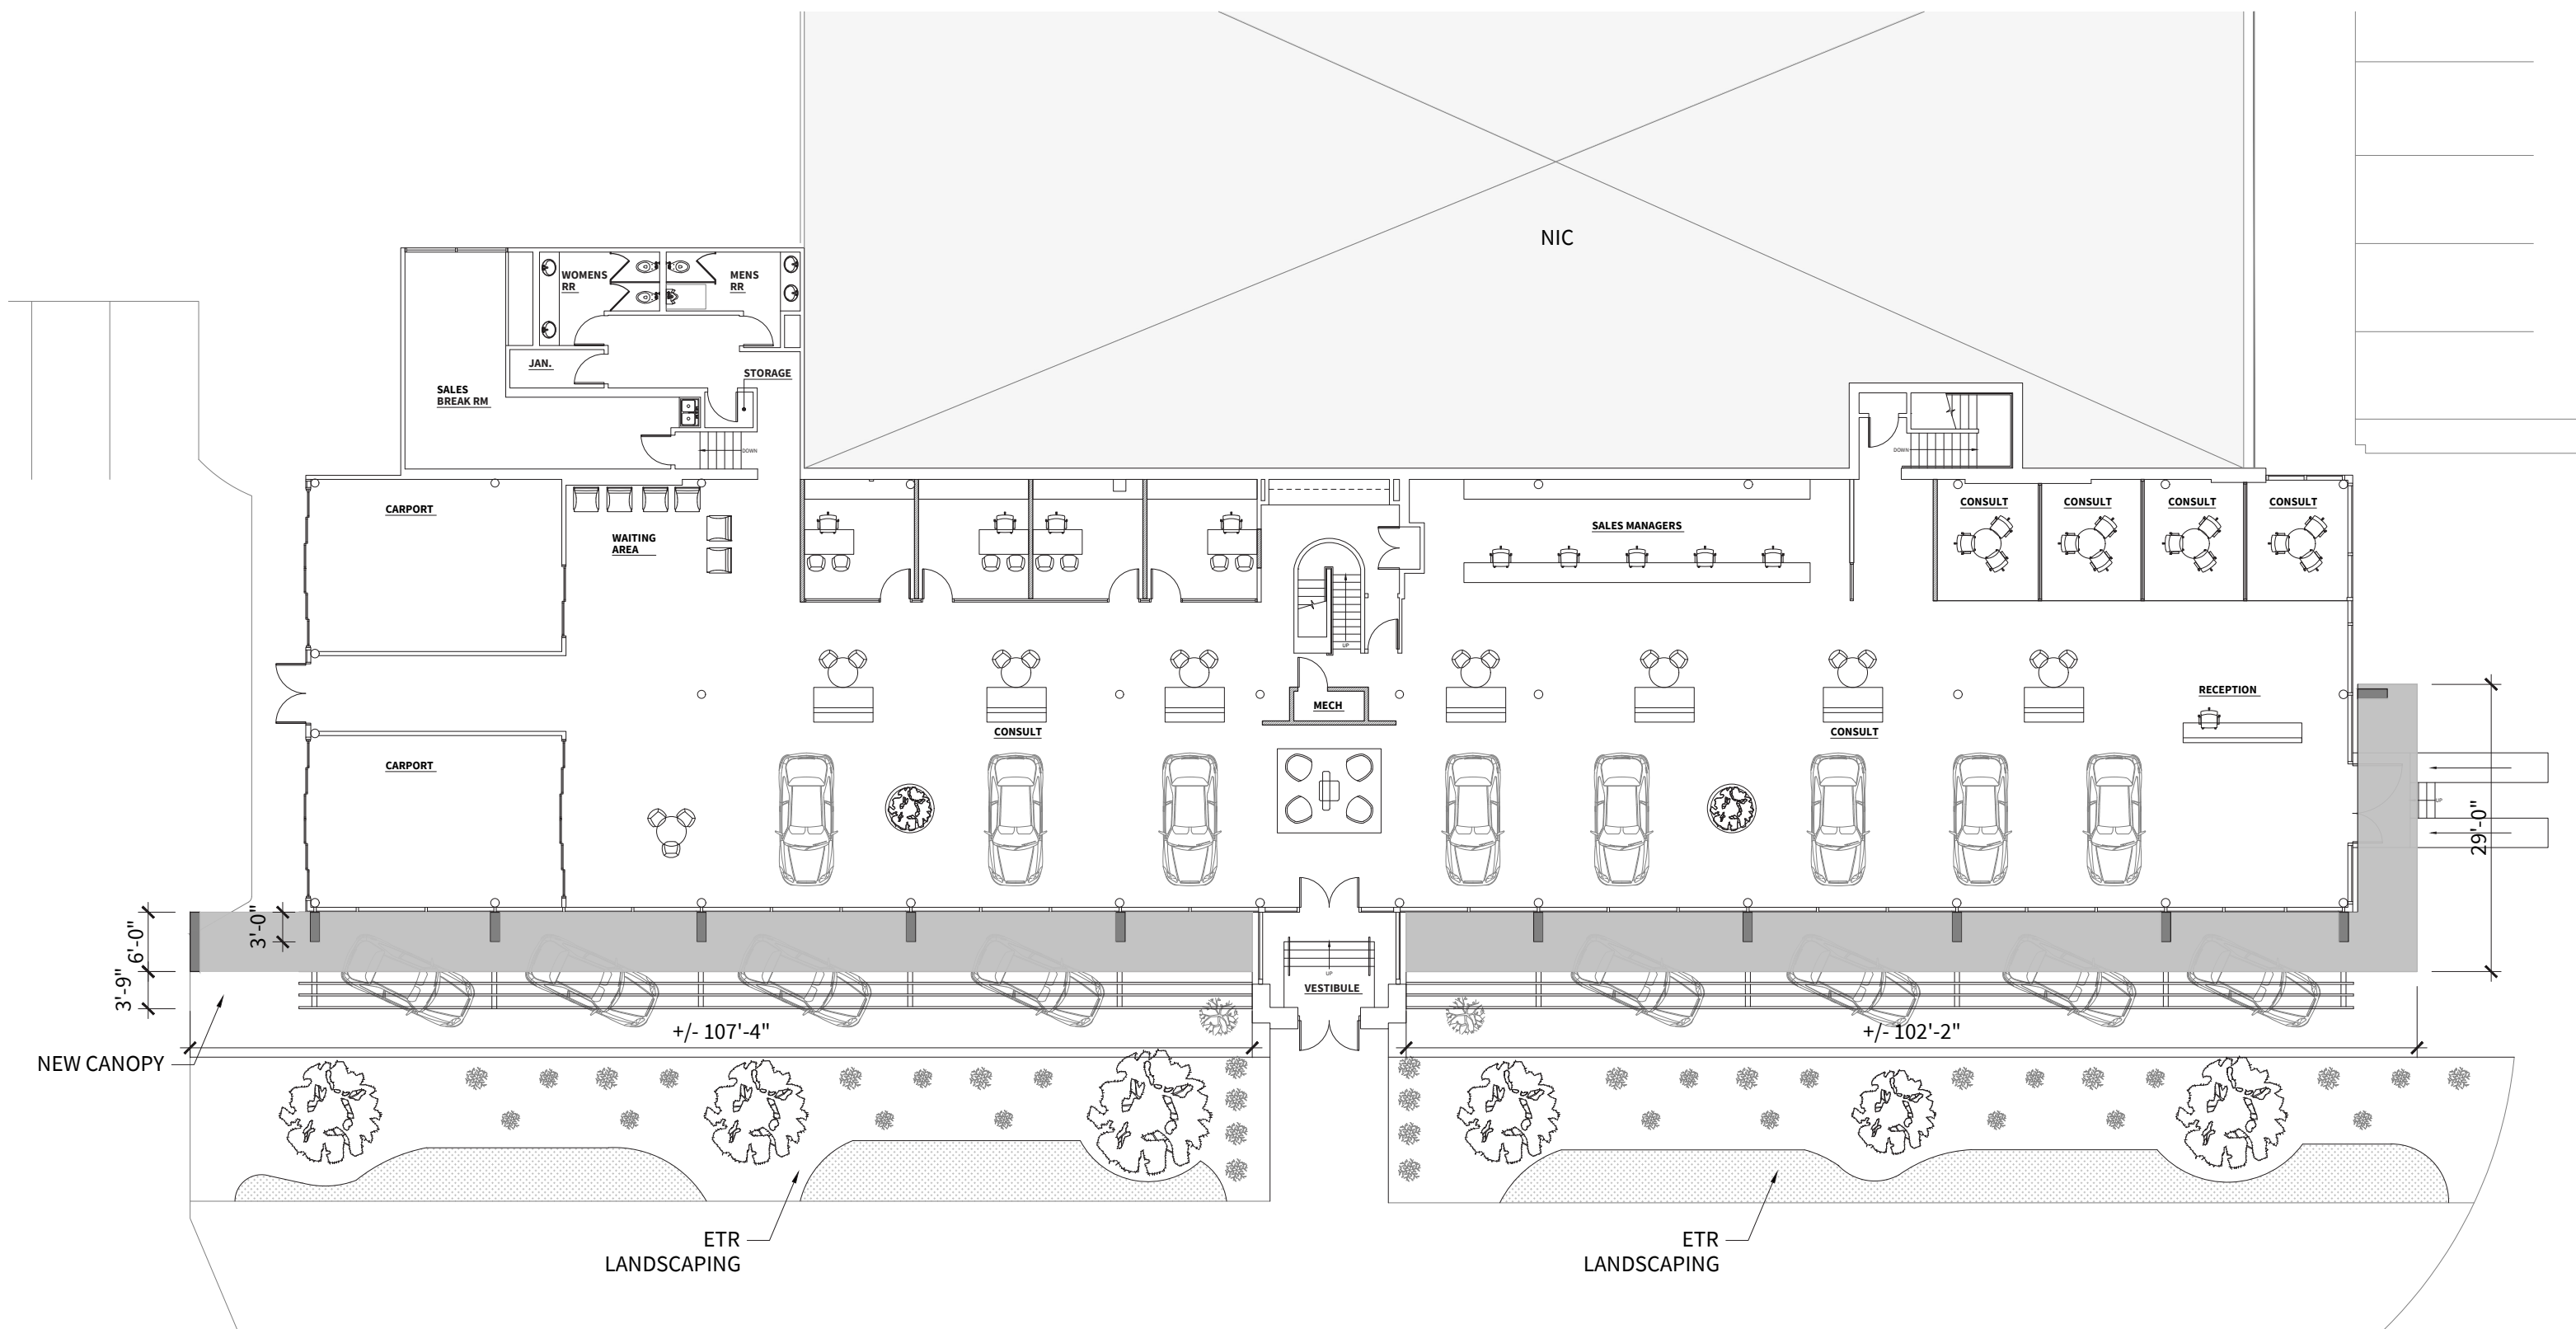 NIC
WOMENS
RR
MENS
RR
JAN.
STORAGE
SALES
BREAK RM
DOWN
DOWN
CARPORT
WAITING
AREA
SALES MANAGERS
CONSULT
CONSULT
CONSULT
CONSULT
UP
RECEPTION
MECH
CONSULT
CONSULT
CARPORT
UP
29'-0"
3'-0"
6'-0"
3'-9"
UP
VESTIBULE
+/- 107'-4"
+/- 102'-2"
NEW CANOPY
ETR
LANDSCAPING
ETR
LANDSCAPING